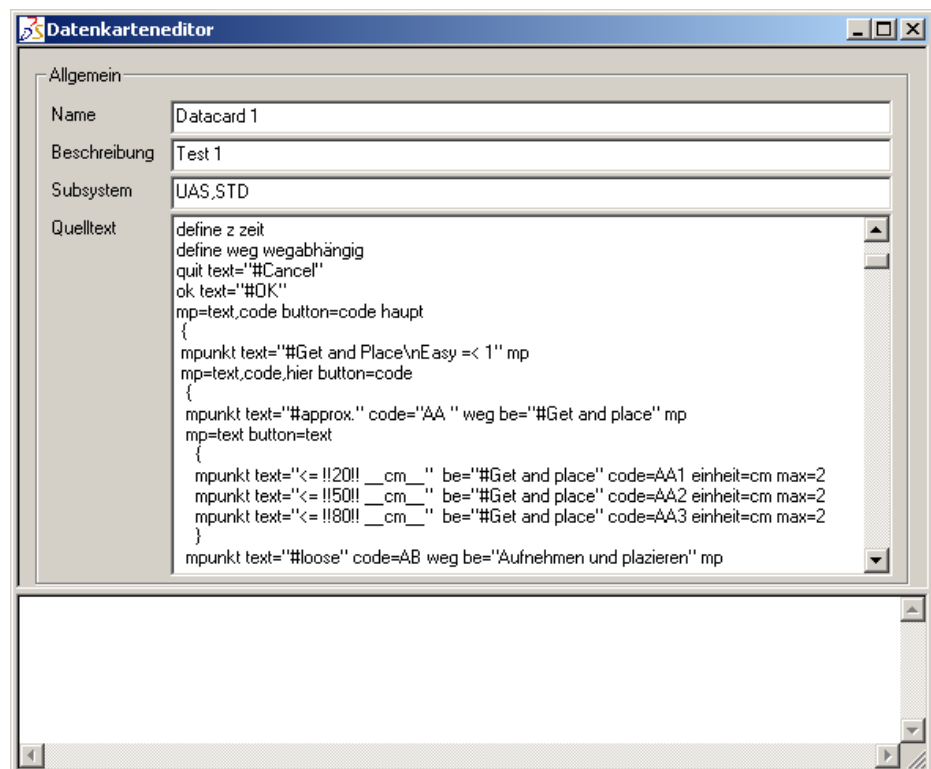 Datenkarteneditor
Allgemein
Name Datacard 1
Beschreibung Test 1
Subsystem UAS,STD
Quelltext define z zeit
define weg wegabhängig
quit text="#Cancel"
ok text="#OK"
mp=text,code button=code haupt
{
mpunkt text="#Get and Place\nEasy =< 1" mp
mp=text,code,hier button=code
{
mpunkt text="#approx." code="AA " weg be="#Get and place" mp
mp=text button=text
{
mpunkt text="<= !!20!! __cm__" be="#Get and place" code=AA1 einheit=cm max=2
mpunkt text="<= !!50!! __cm__" be="#Get and place" code=AA2 einheit=cm max=2
mpunkt text="<= !!80!! __cm__" be="#Get and place" code=AA3 einheit=cm max=2
}
mpunkt text="#loose" code=AB weg be="Aufnehmen und plazieren" mp